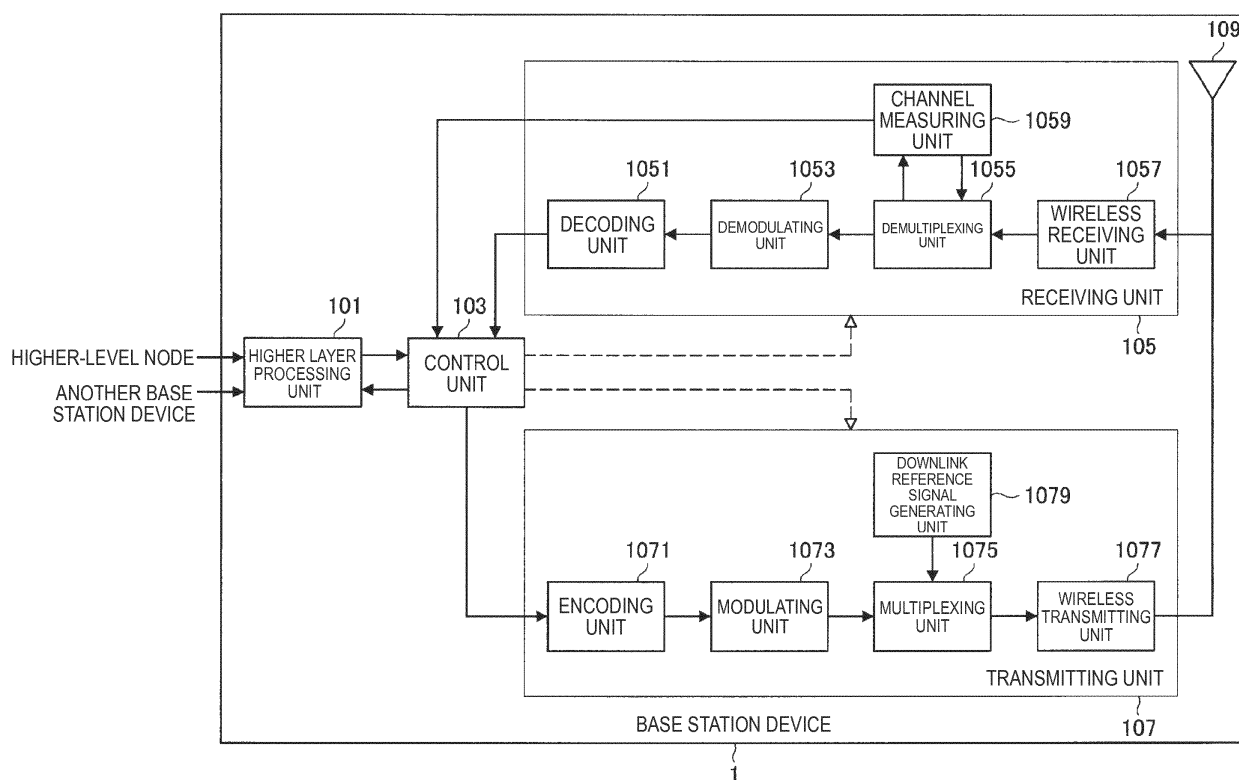 109
CHANNEL
MEASURING
UNIT
1059
1051
1053
1055
1057
DECODING
UNIT
DEMODULATING
UNIT
DEMULTIPLEXING
UNIT
WIRELESS
RECEIVING
UNIT
RECEIVING UNIT
105
101
103
HIGHER-LEVEL NODE
ANOTHER BASE
STATION DEVICE
HIGHER LAYER
PROCESSING
UNIT
CONTROL
UNIT
DOWNLINK
REFERENCE
SIGNAL
GENERATING
UNIT
1079
1071
1073
1075
1077
ENCODING
UNIT
MODULATING
UNIT
MULTIPLEXING
UNIT
WIRELESS
TRANSMITTING
UNIT
TRANSMITTING UNIT
107
BASE STATION DEVICE
1